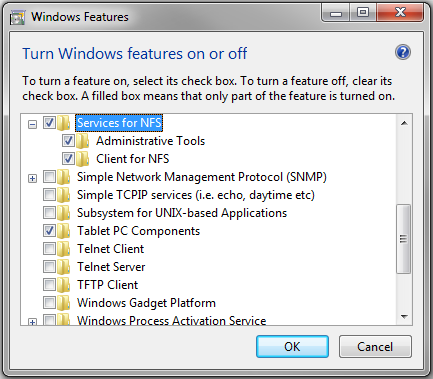 Windows Features
Turn Windows features on or off
To turn a feature on, select its check box. To turn a feature off, clear its
check box. A filled box means that only part of the feature is turned on.
Services for NFS
Administrative Tools
Client for NFS
Simple Network Management Protocol (SNMP)
Simple TCPIP services (i.e. echo, daytime etc)
Subsystem for UNIX-based Applications
Tablet PC Components
Telnet Client
Telnet Server
TFTP Client
Windows Gadget Platform
Windows Process Activation Service
OK
Cancel